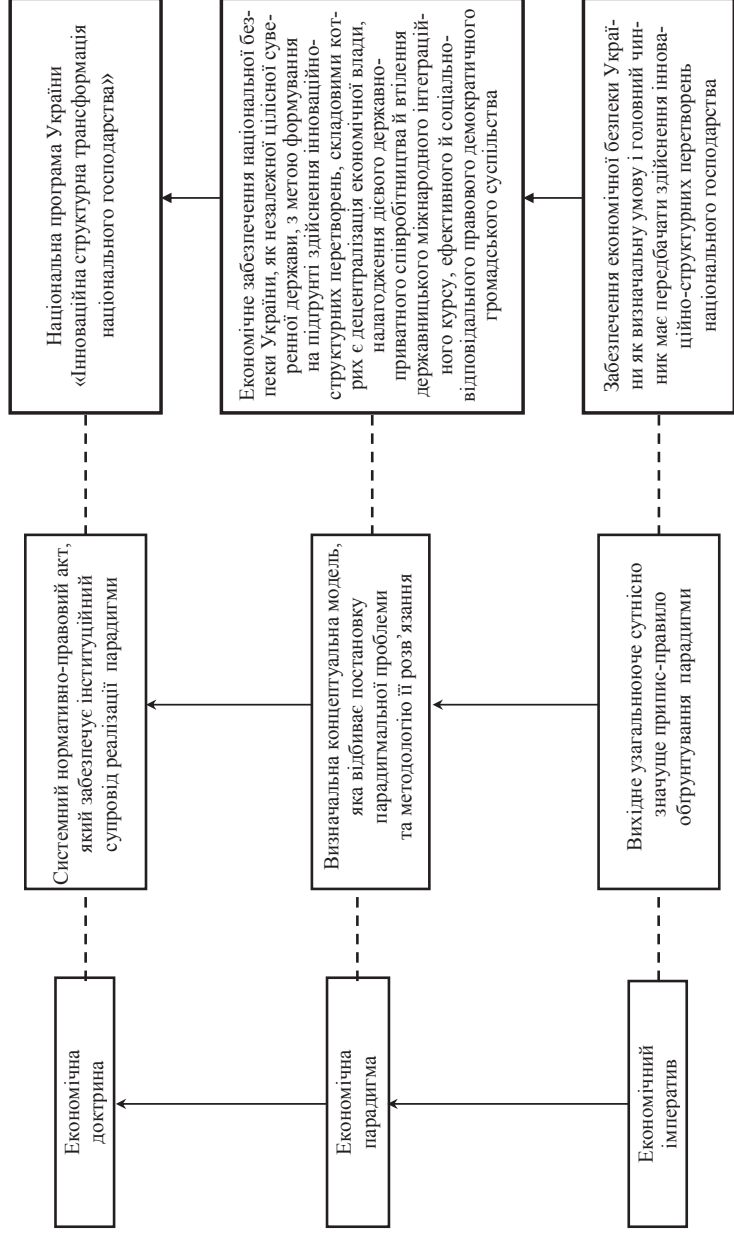 Економічна
доктрина
Системний нормативно-правовий акт,
який забезпечує інституційний
супровід реалізації парадигми
Національна програма України
«Інноваційна структурна трансформація
національного господарства»
Економічна
парадигма
Визначальна концептуальна модель,
яка відбиває постановку
парадигмальної проблеми
та методологію її розв’язання
Економічне забезпечення національної без-
пеки України, як незалежної цілісної суве-
ренної держави, з метою формування
на підґрунті здійснення інноваційно-
структурних перетворень, складовими кот-
рих є децентралізація економічної влади,
налагодження дієвого державно-
приватного співробітництва й втілення
державницького міжнародного інтеграцій-
ного курсу, ефективного й соціально-
відповідального правового демократичного
громадського суспільства
Економічний
імператив
Вихідне узагальнююче сутнісно
значуще припис-правило
обґрунтування парадигми
Забезпечення економічної безпеки Украї-
ни як визначальну умову і головний чин-
ник має передбачати здійснення іннова-
ційно-структурних перетворень
національного господарства